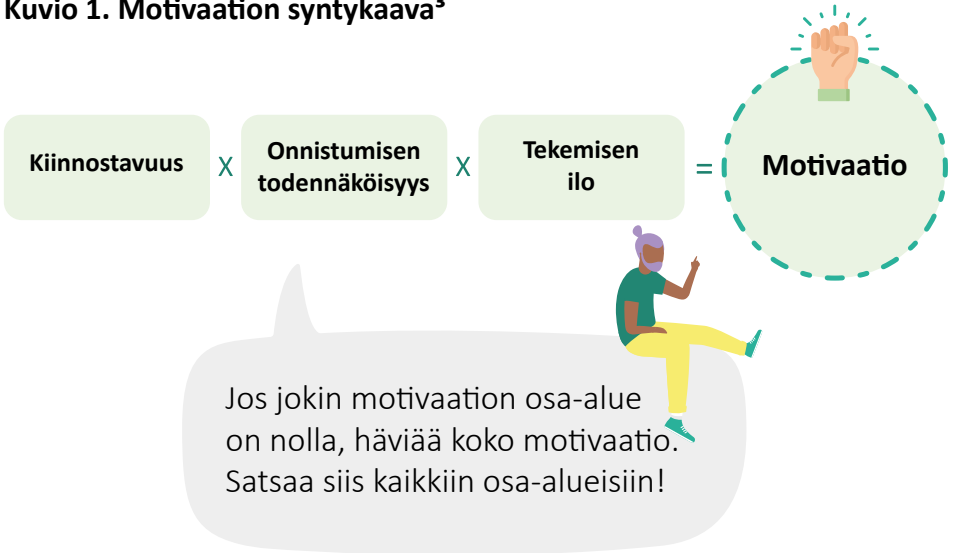 Kuvio 1. Motivaation syntykaava³
Kiinnostavuus
X
Onnistumisen
todennäköisyys
X
Tekemisen
ilo
=
Motivaatio
Jos jokin motivaation osa-alue
on nolla, häviää koko motivaatio.
Satsaa siis kaikkiin osa-alueisiin!